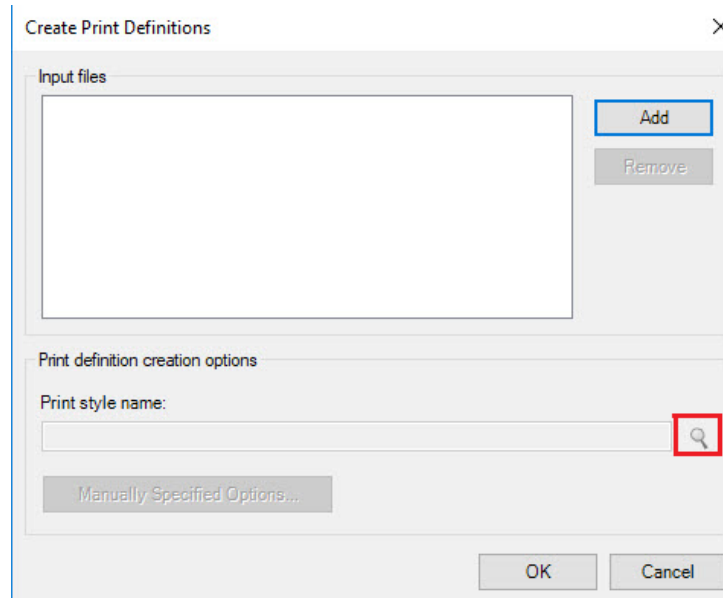 Create Print Definitions
Input files
Add
Remove
Print definition creation options
Print style name:
Manually Specified Options...
OK
Cancel